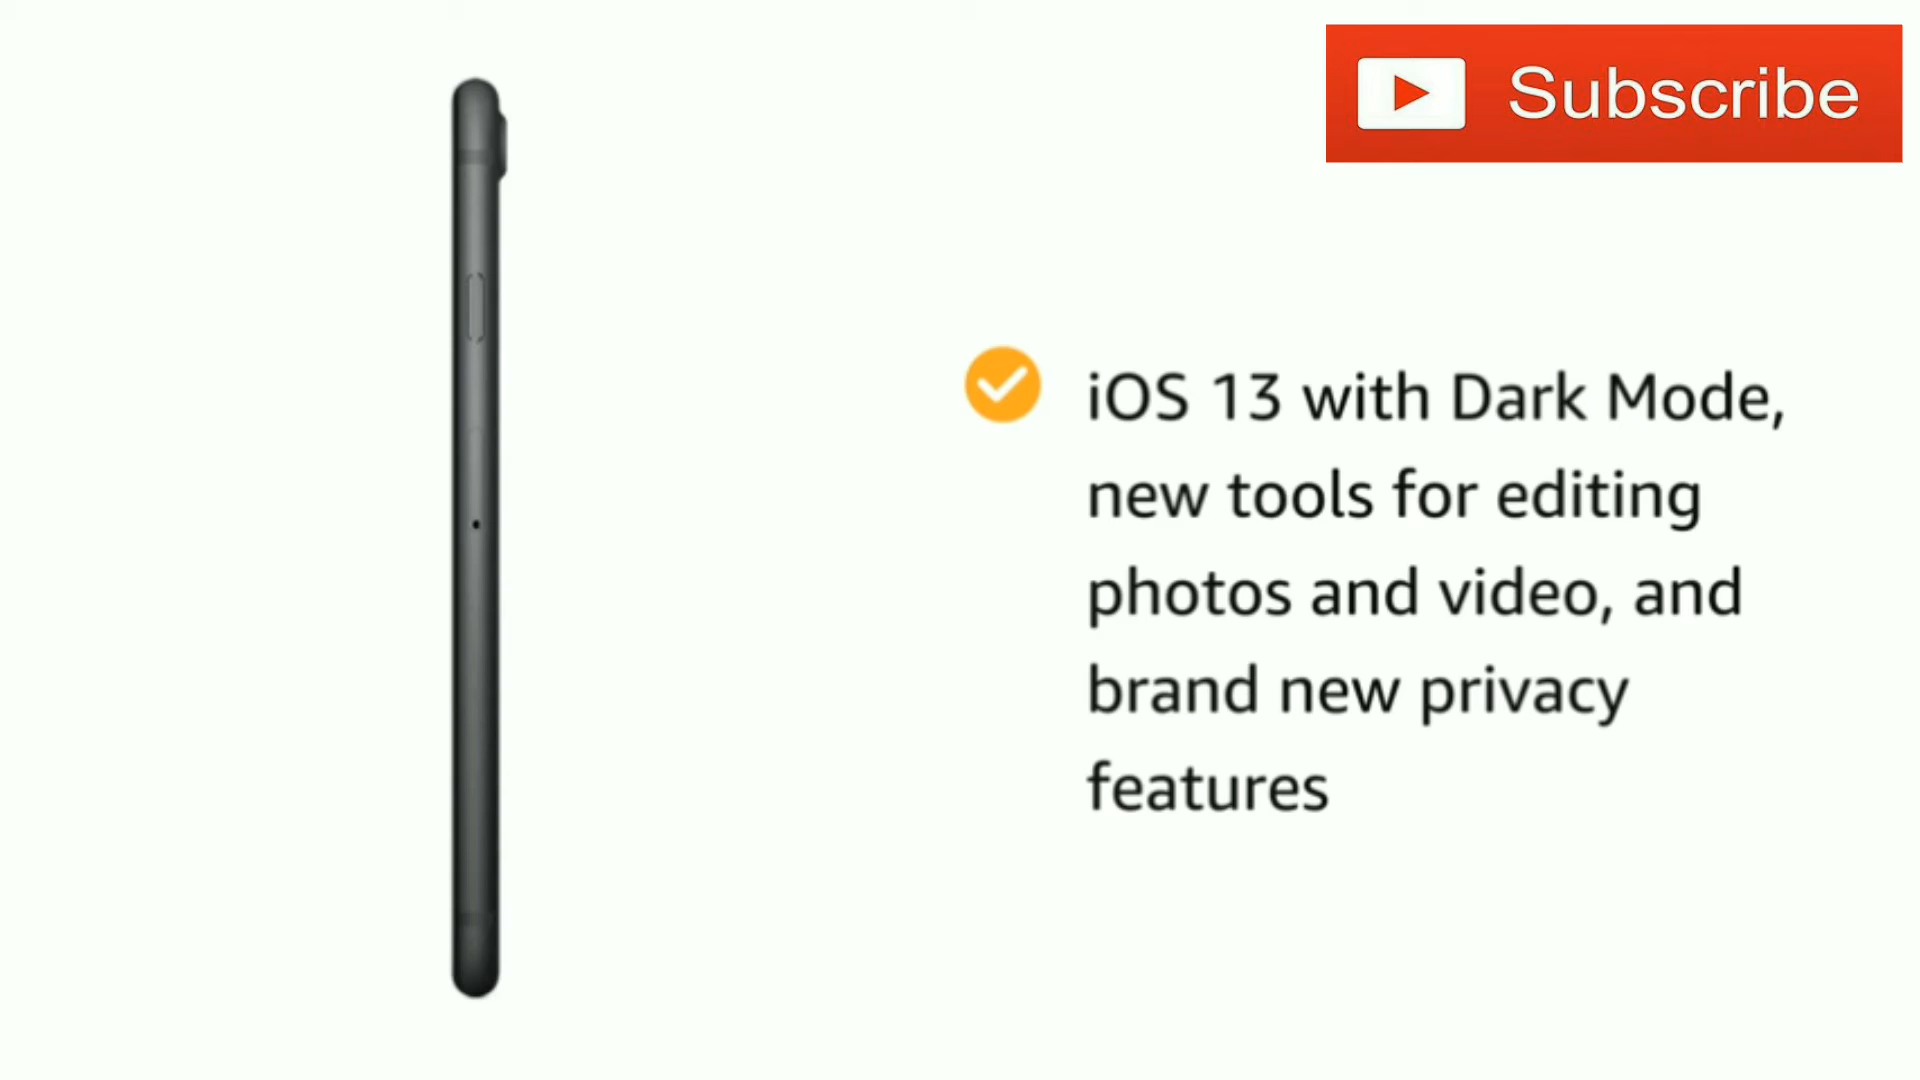 Subscribe
iOS 13 with Dark Mode,
new tools for editing
photos and video, and
brand new privacy
features